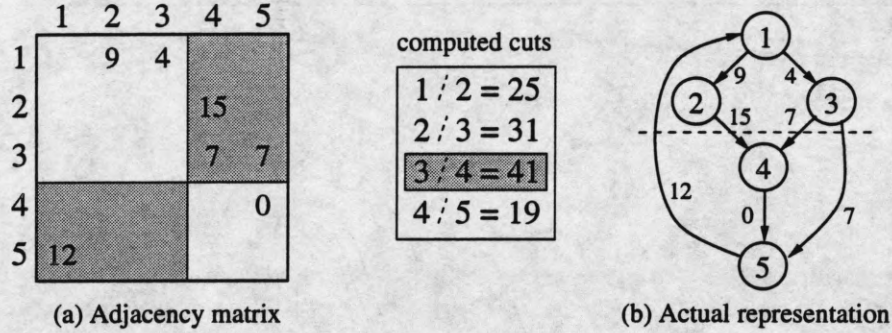 1 2 3 4 5
1 9 4
2 15
3 7 7
4 0
5 12
(a) Adjacency matrix
computed cuts
1 / 2 = 25
2 / 3 = 31
3 / 4 = 41
4 / 5 = 19
1
9 4
2 3
15 7
4
12 0 7
5
(b) Actual representation